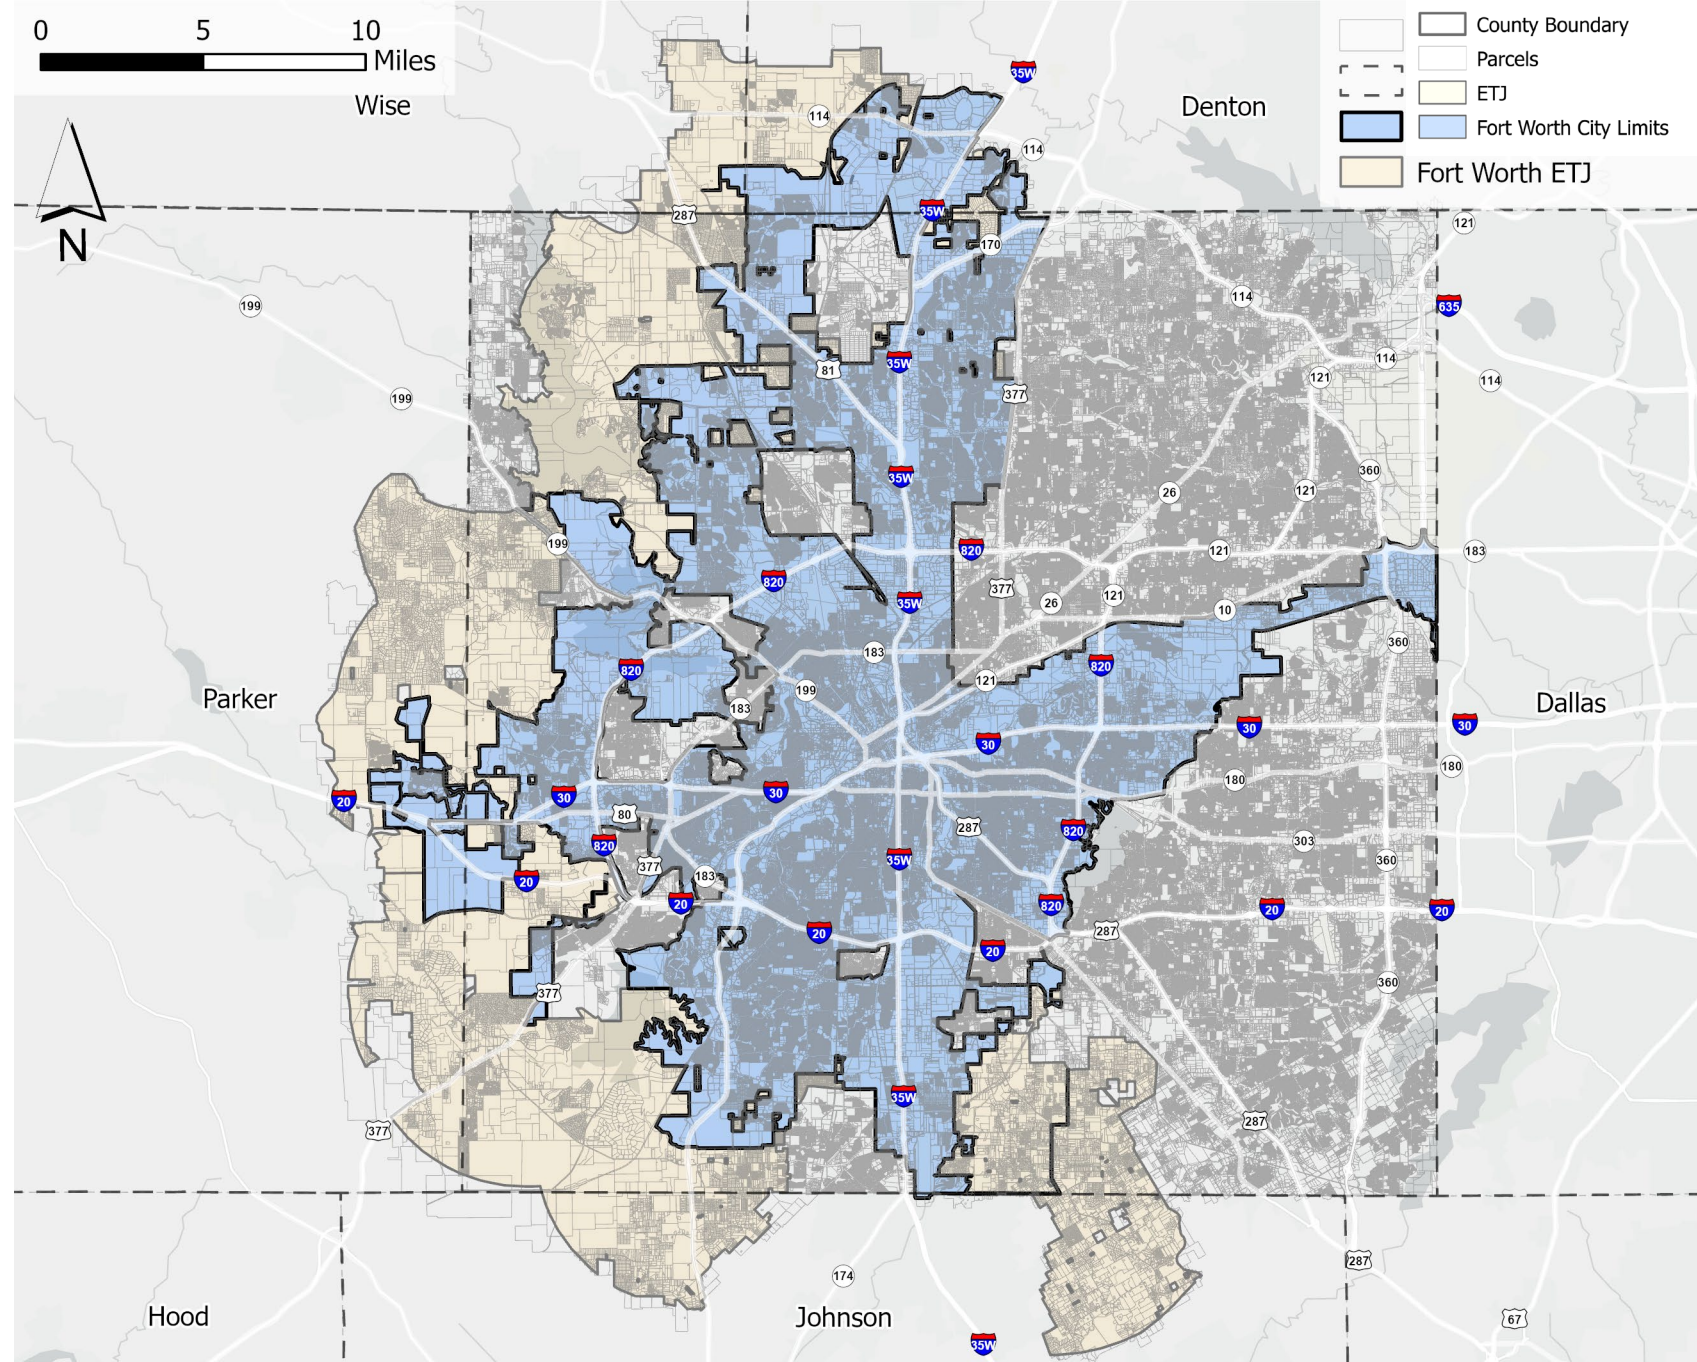 0 5 10
Miles
County Boundary
Parcels
ETJ
Fort Worth City Limits
Fort Worth ETJ
35W
Wise
Denton
114
114
N
287
35W
121
170
199
114
635
35W
81
114
121
114
377
199
360
35W
26
121
199
820
121
183
820
377
121
35W
26
10
360
183
820
820
121
Parker
199
183
Dallas
30
30
30
180
180
20
30
30
80
287
820
303
820
35W
360
377
183
20
20
820
20
20
20
287
20
377
360
35W
287
377
287
174
Hood
Johnson
67
35W